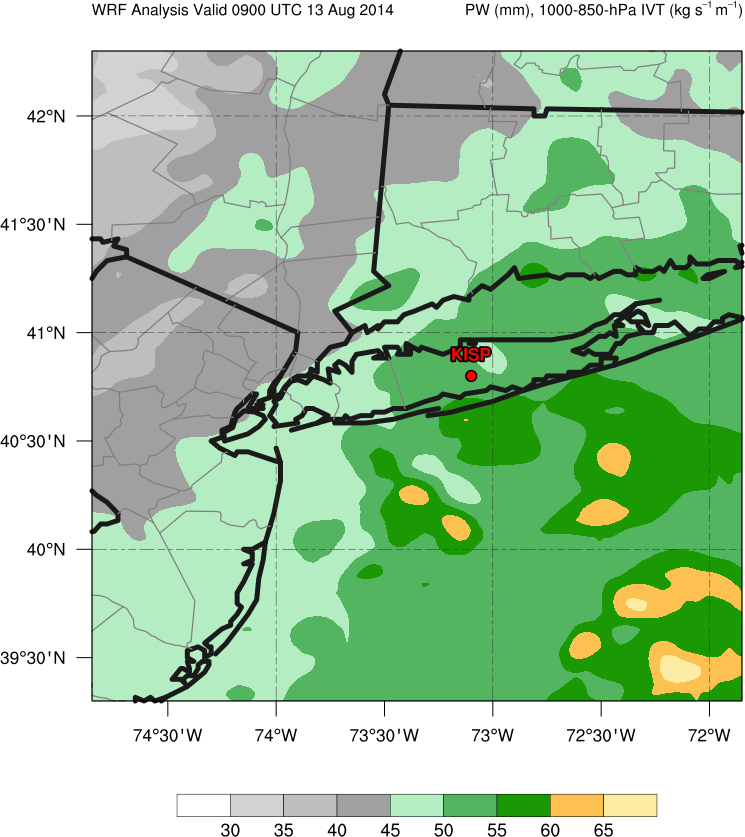 WRF Analysis Valid 0900 UTC 13 Aug 2014 PW (mm), 1000-850-hPa IVT (kg s⁻¹ m⁻¹)
42°N
41°30'N
41°N
KISP
40°30'N
40°N
39°30'N
74°30'W 74°W 73°30'W 73°W 72°30'W 72°W
30 35 40 45 50 55 60 65